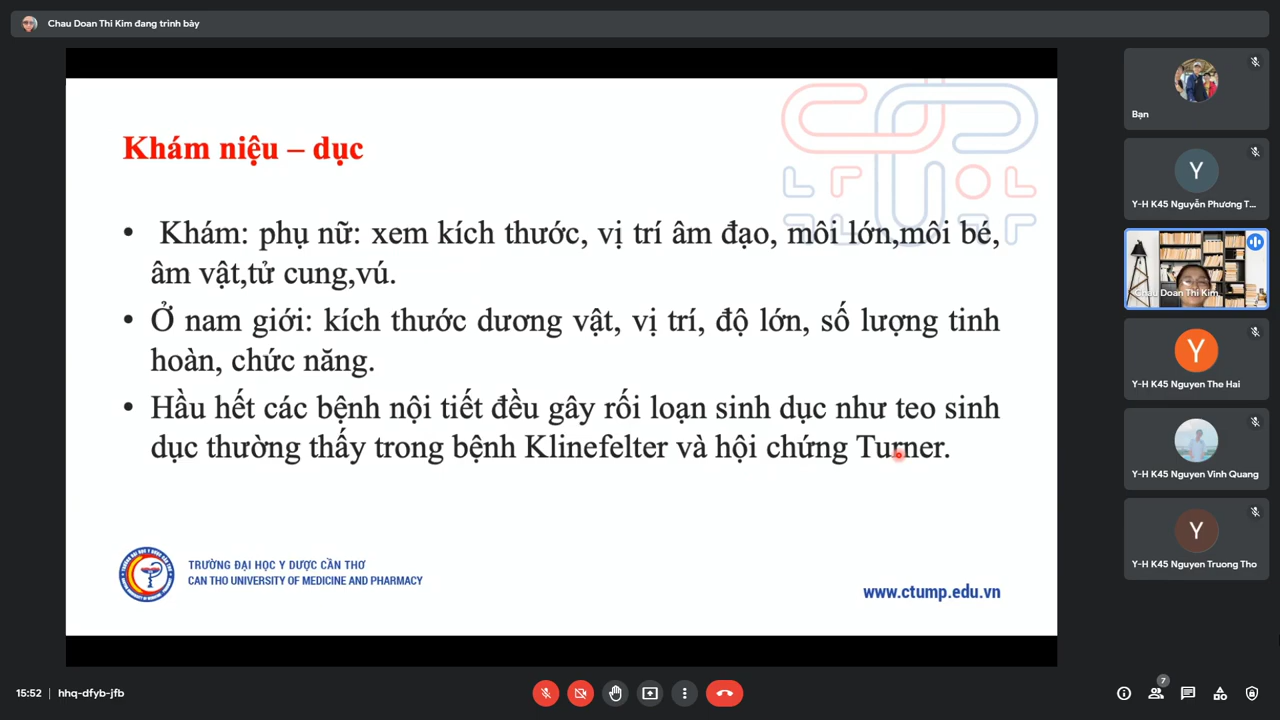 Chau Doan Thi Kim đang trình bày
Khám niệu – dục
• Khám: phụ nữ: xem kích thước, vị trí âm đạo, môi lớn,môi bé,
âm vật,tử cung,vú.
• Ở nam giới: kích thước dương vật, vị trí, độ lớn, số lượng tinh
hoàn, chức năng.
• Hầu hết các bệnh nội tiết đều gây rối loạn sinh dục như teo sinh
dục thường thấy trong bệnh Klinefelter và hội chứng Turner.
TRƯỜNG ĐẠI HỌC Y DƯỢC CẦN THƠ
CAN THO UNIVERSITY OF MEDICINE AND PHARMACY
www.ctump.edu.vn
Bạn
Y
Y-H K45 Nguyễn Phương T...
Chau Doan Thi Kim
Y
Y-H K45 Nguyen The Hai
Y-H K45 Nguyen Vinh Quang
Y
Y-H K45 Nguyen Truong Tho
15:52 | hhq-dfyb-jfb
7